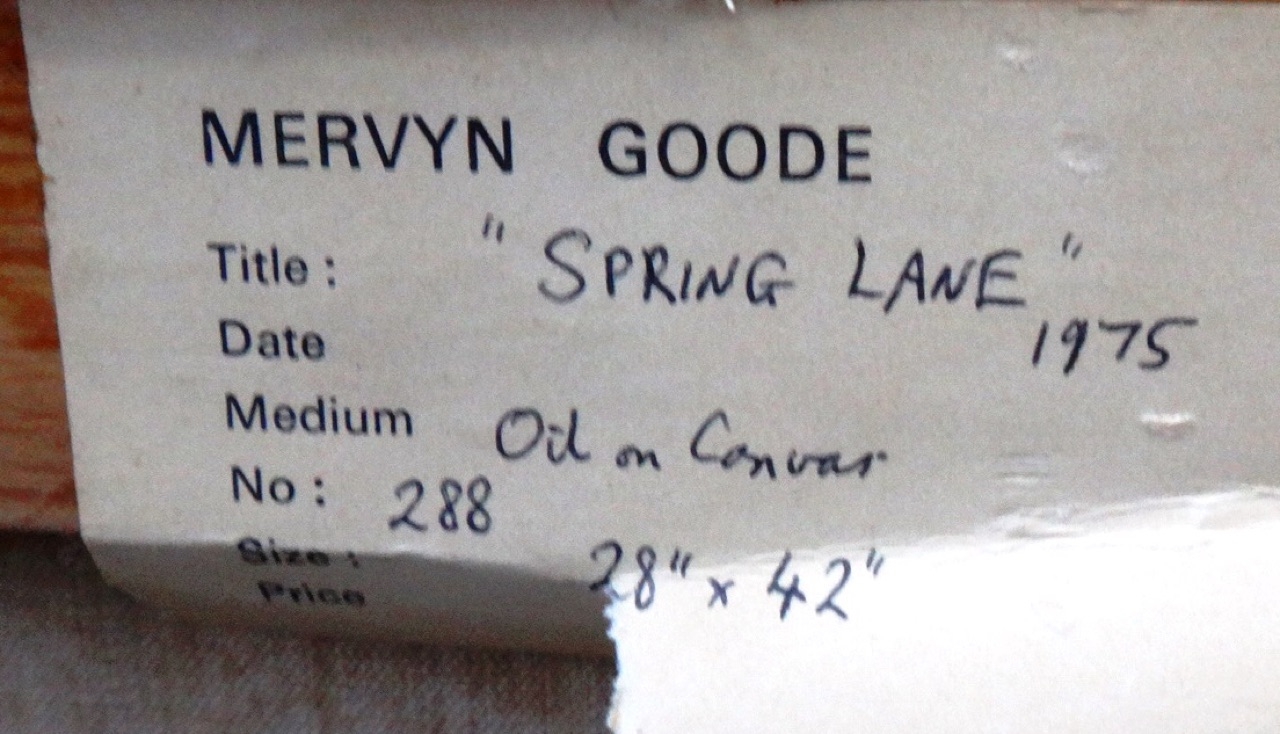 MERVYN GOODE
Title : "SPRING LANE"
Date 1975
Medium Oil on Canvas
No : 288
Size : 28" x 42"
Price